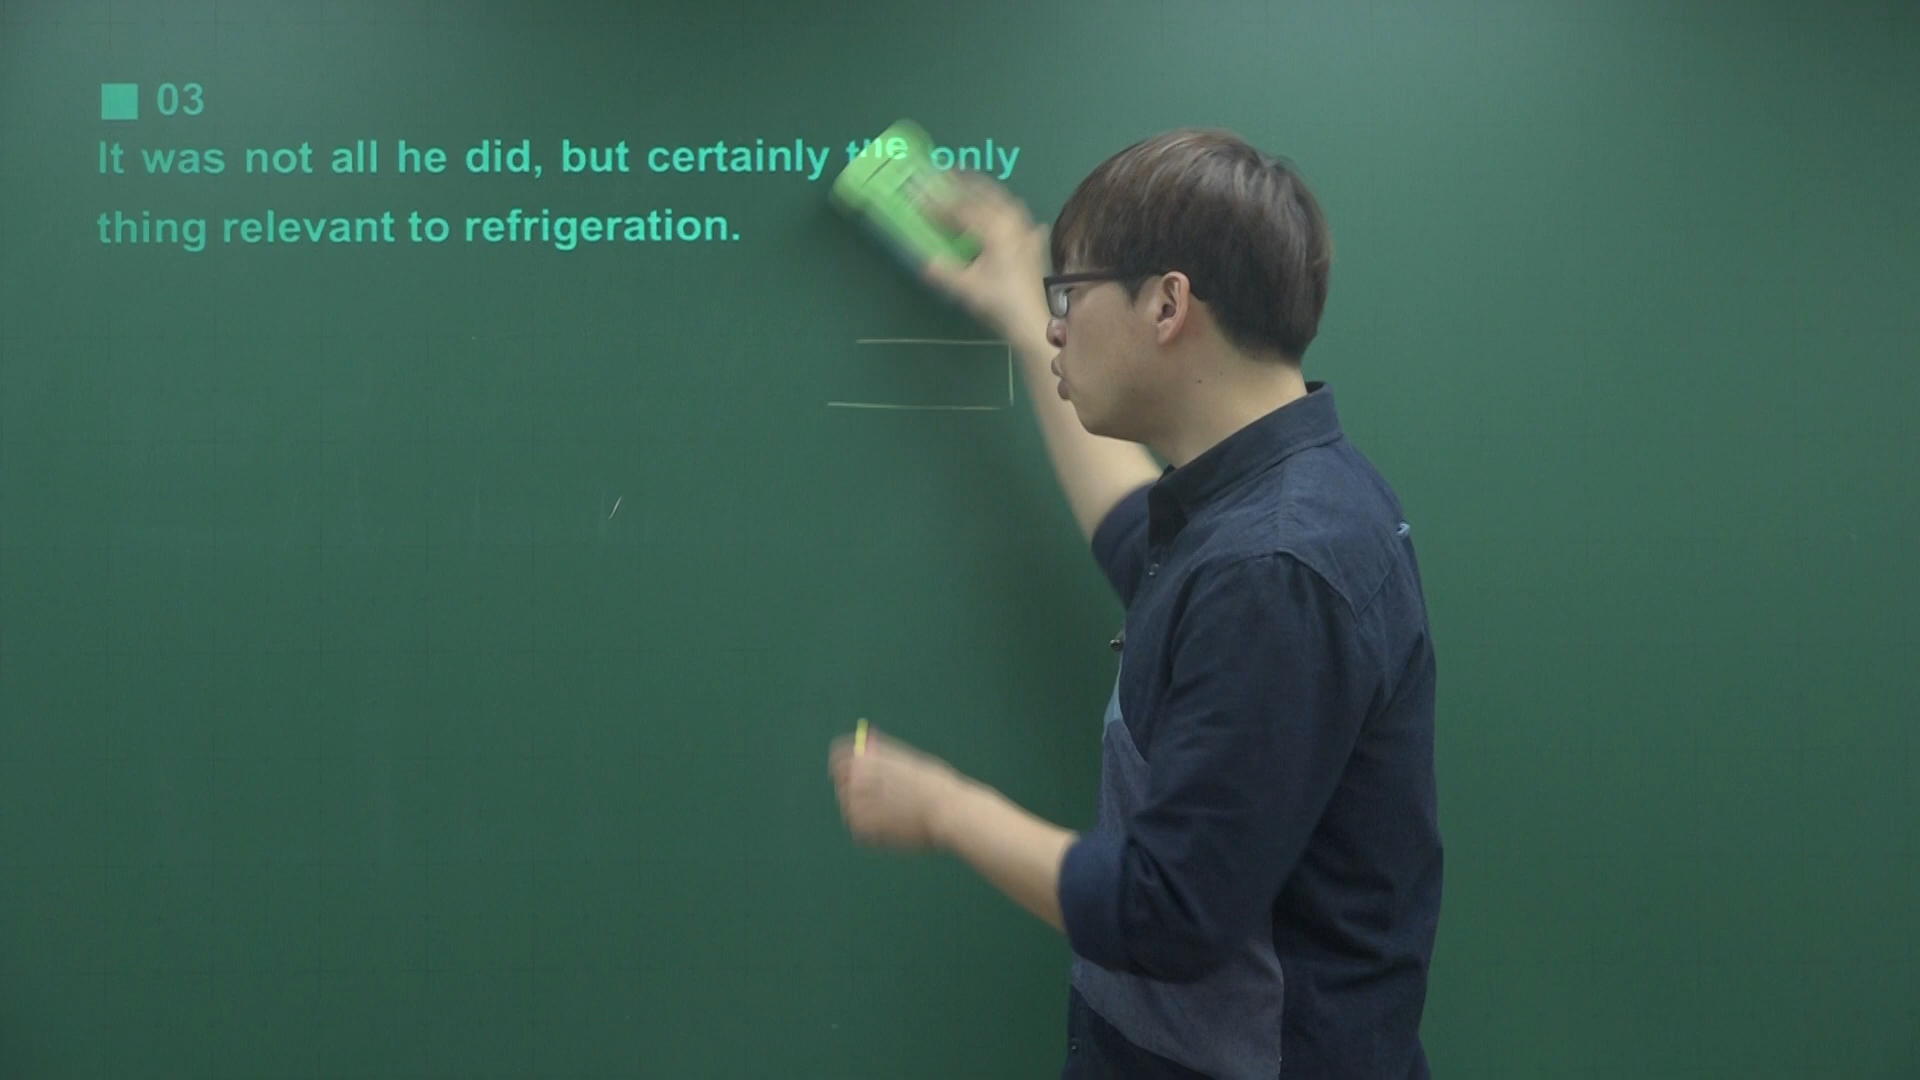 03
It was not all he did, but certainly the only
thing relevant to refrigeration.